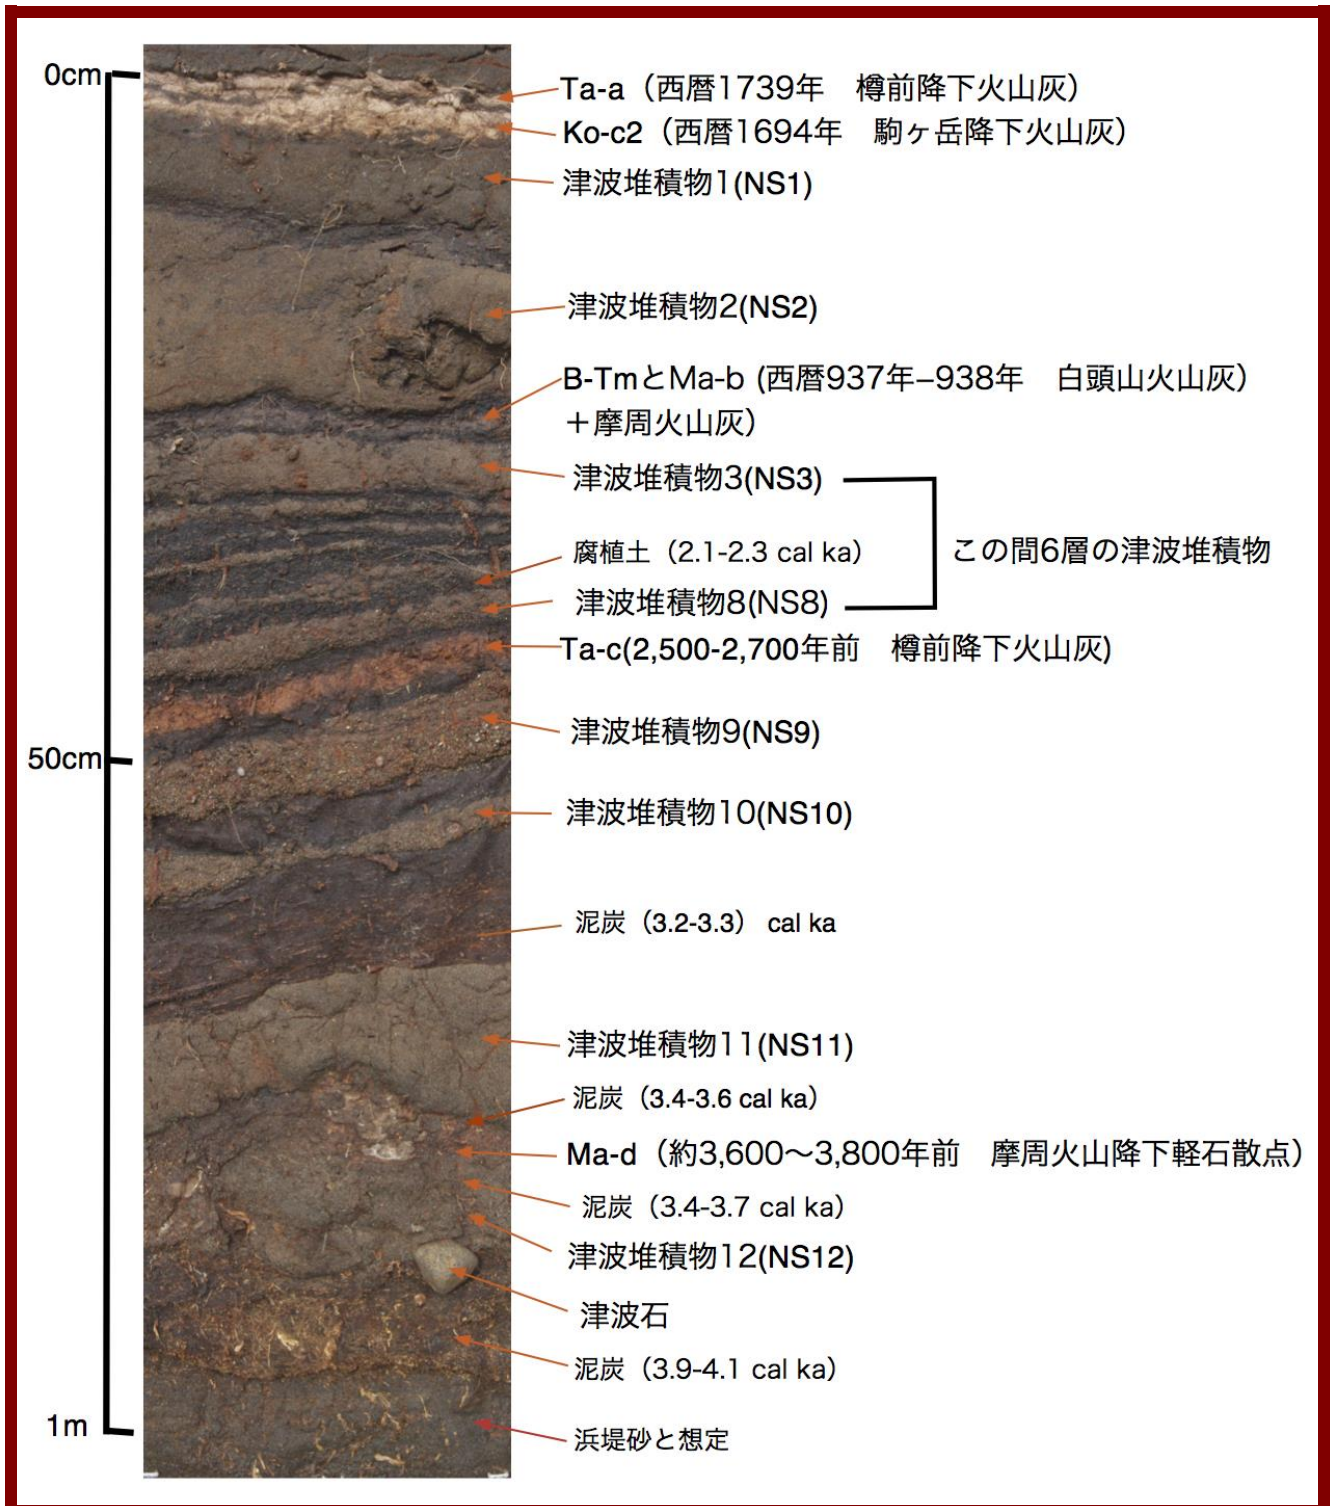 0cm
Ta-a（西暦1739年　樽前降下火山灰）
Ko-c2（西暦1694年　駒ヶ岳降下火山灰）
津波堆積物1(NS1)
津波堆積物2(NS2)
B-TmとMa-b (西暦937年–938年　白頭山火山灰）
＋摩周火山灰）
津波堆積物3(NS3)
腐植土（2.1-2.3 cal ka）
この間6層の津波堆積物
津波堆積物8(NS8)
Ta-c(2,500-2,700年前　樽前降下火山灰)
津波堆積物9(NS9)
50cm
津波堆積物10(NS10)
泥炭（3.2-3.3） cal ka
津波堆積物11(NS11)
泥炭（3.4-3.6 cal ka）
Ma-d（約3,600～3,800年前　摩周火山降下軽石散点）
泥炭（3.4-3.7 cal ka）
津波堆積物12(NS12)
津波石
泥炭（3.9-4.1 cal ka）
1m
浜堤砂と想定